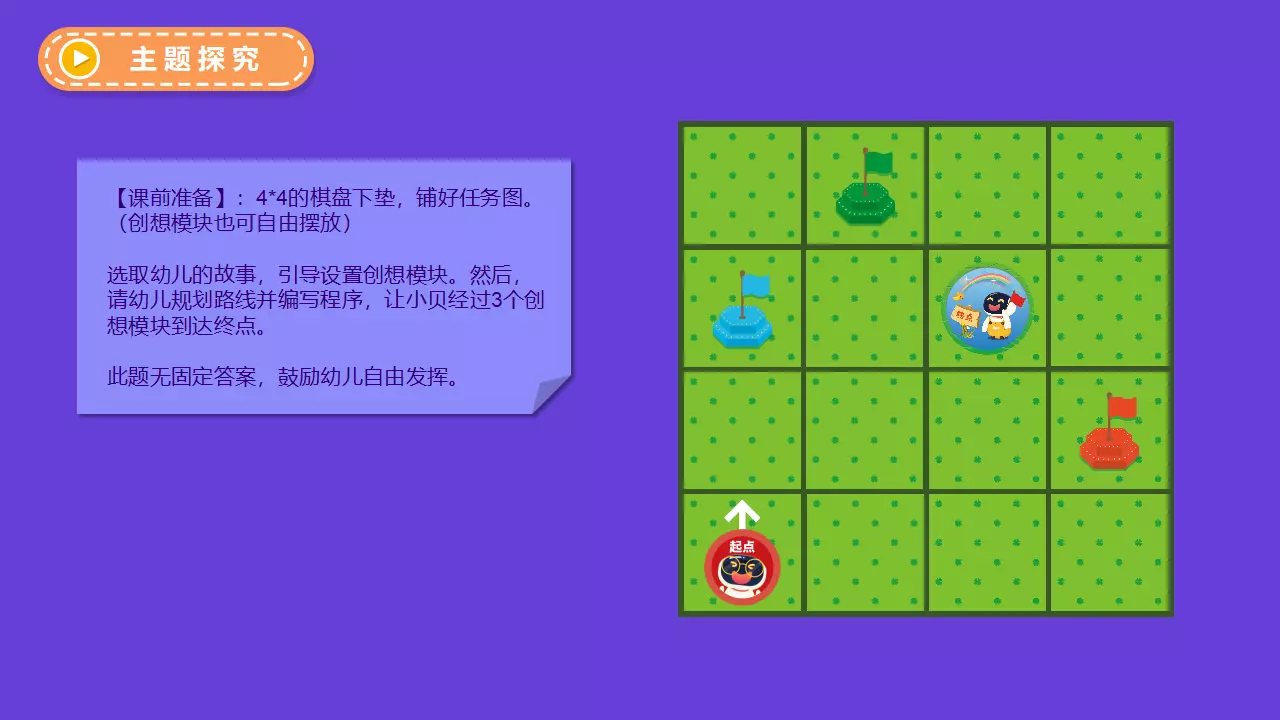 主题探究
【课前准备】：4*4的棋盘下垫，铺好任务图。
（创想模块也可自由摆放）
选取幼儿的故事，引导设置创想模块。然后，
请幼儿规划路线并编写程序，让小贝经过3个创
想模块到达终点。
此题无固定答案，鼓励幼儿自由发挥。
终点
起点